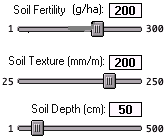 Soil Fertility (g/ha): 200
1 300
Soil Texture (mm/m): 200
25 250
Soil Depth (cm): 50
1 500